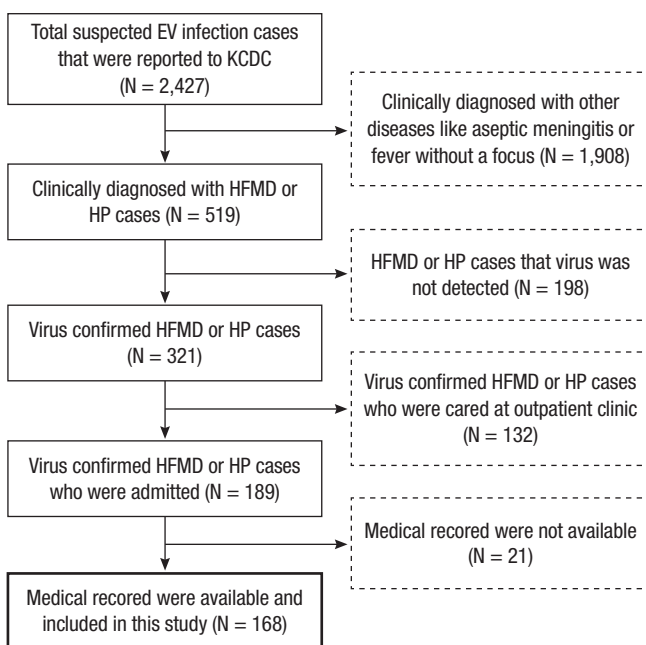 Total suspected EV infection cases
that were reported to KCDC
(N = 2,427)
Clinically diagnosed with other
diseases like aseptic meningitis or
fever without a focus (N = 1,908)
Clinically diagnosed with HFMD or
HP cases (N = 519)
HFMD or HP cases that virus was
not detected (N = 198)
Virus confirmed HFMD or HP cases
(N = 321)
Virus confirmed HFMD or HP cases
who were cared at outpatient clinic
(N = 132)
Virus confirmed HFMD or HP cases
who were admitted (N = 189)
Medical recored were not available
(N = 21)
Medical recored were available and
included in this study (N = 168)